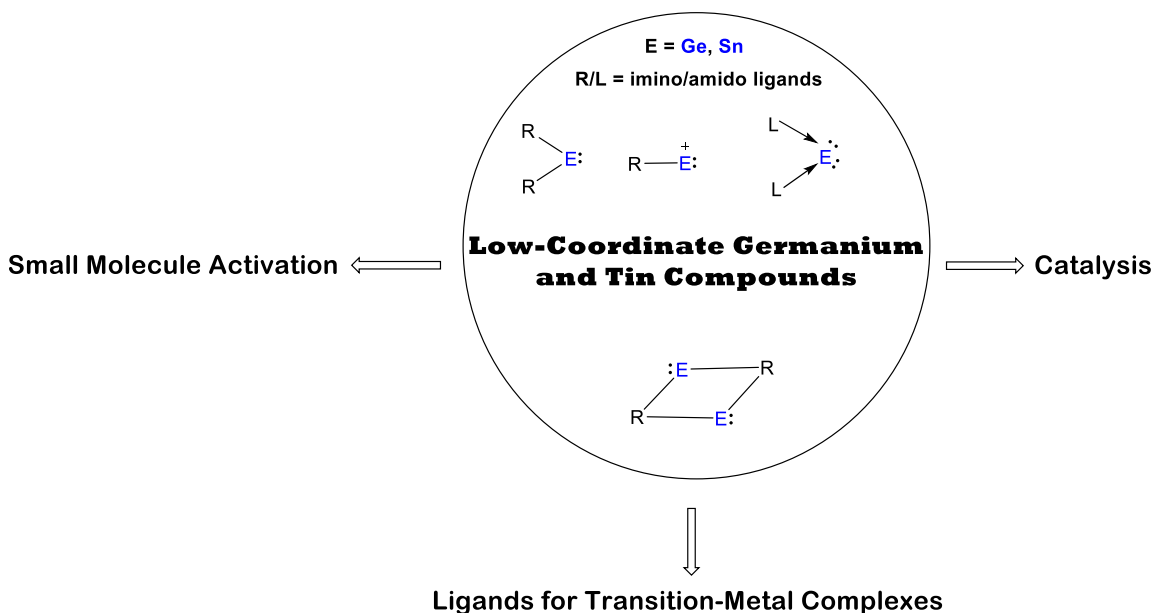 E = Ge, Sn
R/L = imino/amido ligands
R
E:
R
R
+
E:
L
E
L
Low-Coordinate Germanium
and Tin Compounds
Small Molecule Activation
Catalysis
:E
R
R
E:
Ligands for Transition-Metal Complexes